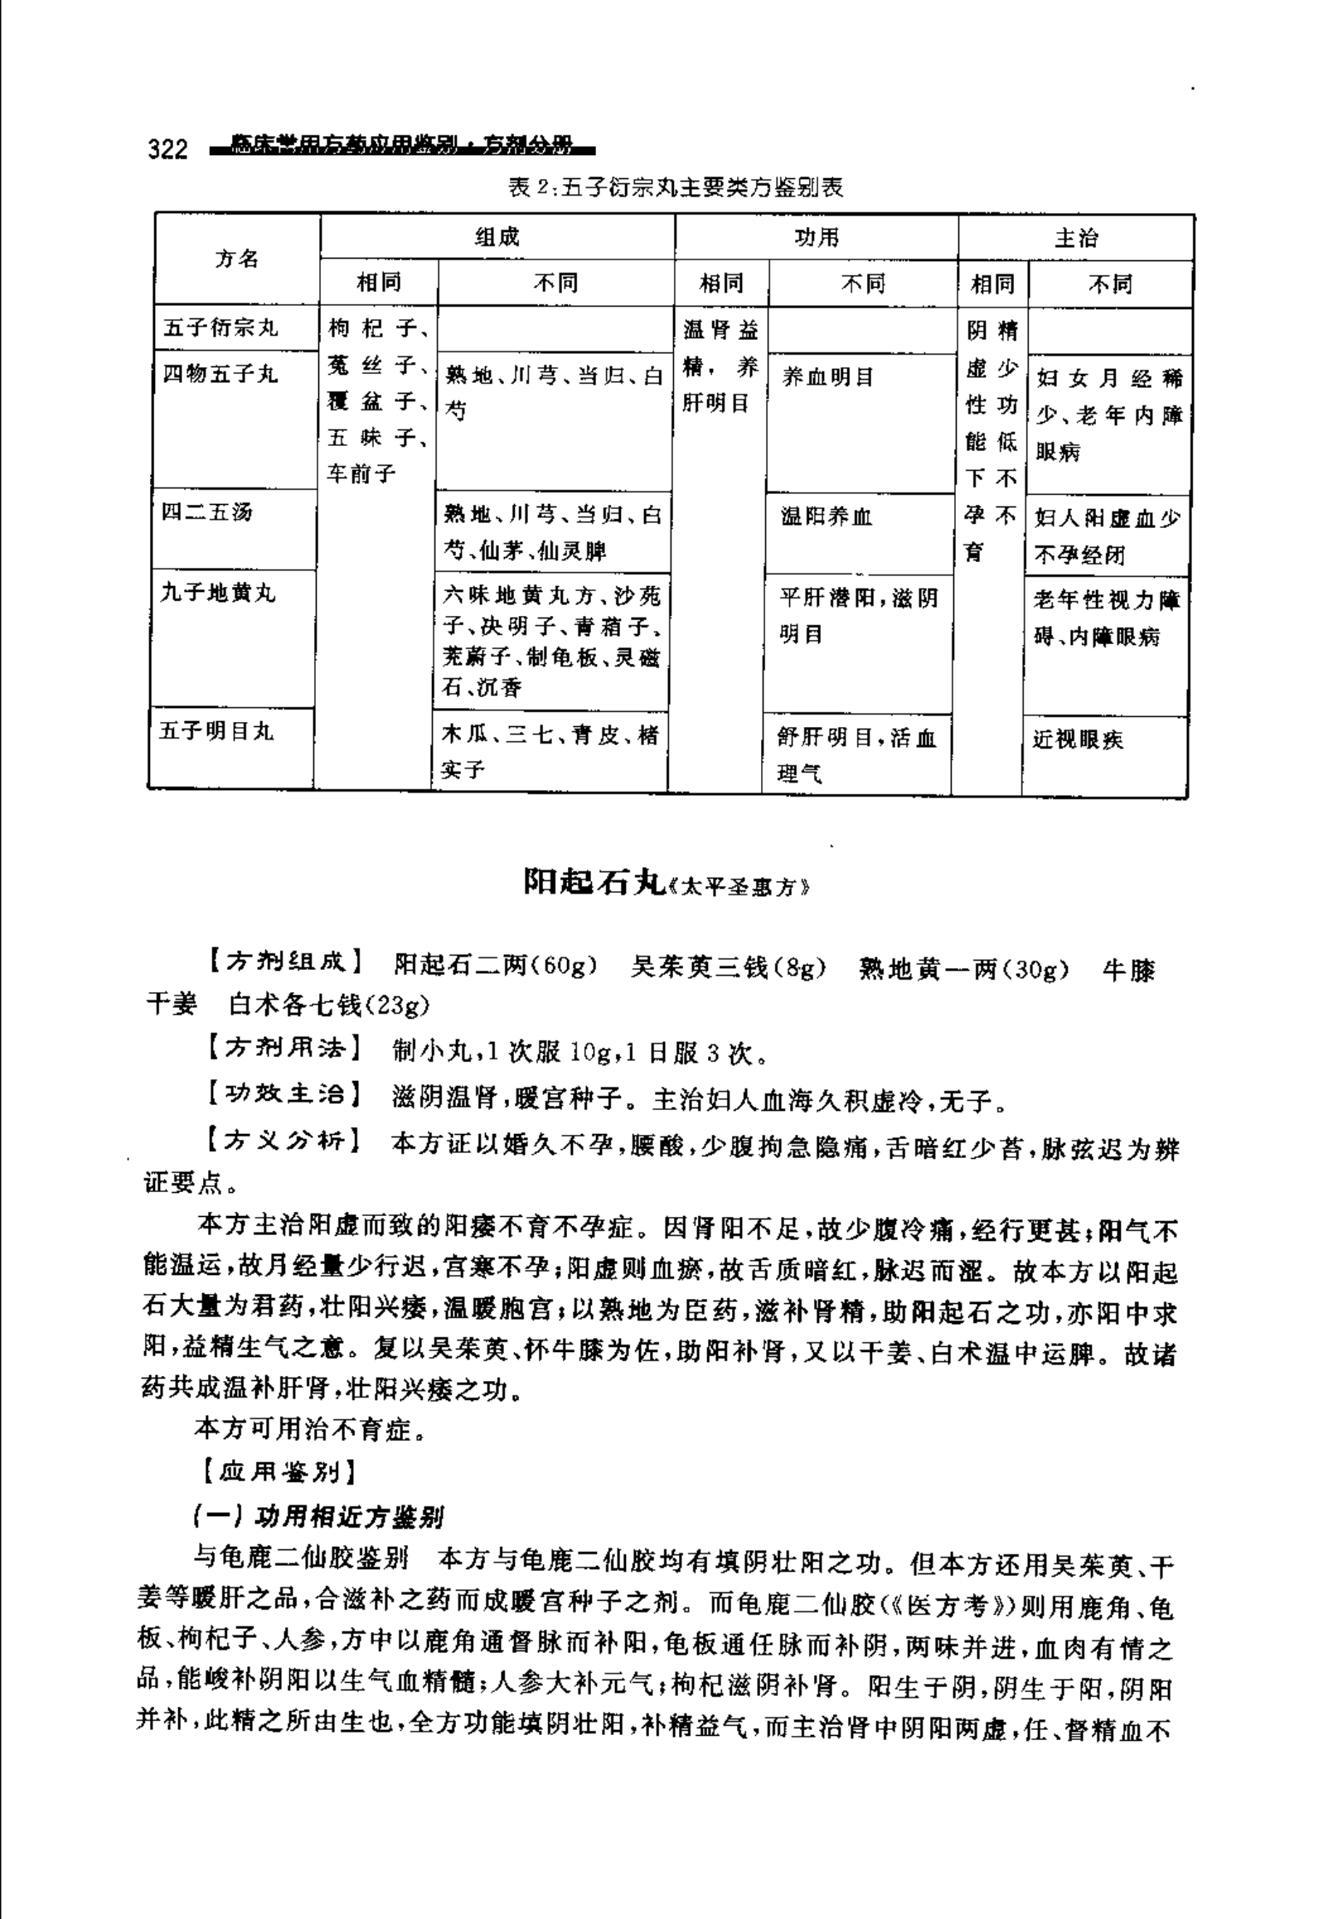 322 临床常用方药应用鉴别·方剂分册
表 2:五子衍宗丸主要类方鉴别表
方名 组成 功用 主治
相同 不同 相同 不同 相同 不同
五子衍宗丸
枸杞子、
菟丝子、
覆盆子、
五味子、
车前子
温肾益
精,养
肝明目
阴精
虚少
性功
能低
下不
孕不
育
四物五子丸
熟地、川芎、当归、白
芍
养血明目
妇女月经稀
少、老年内障
眼病
四二五汤
熟地、川芎、当归、白
芍、仙茅、仙灵脾
温阳养血
妇人阳虚血少
不孕经闭
九子地黄丸
六味地黄丸方、沙苑
子、决明子、青葙子、
茺蔚子、制龟板、灵磁
石、沉香
平肝潜阳,滋阴
明目
老年性视力障
碍、内障眼病
五子明目丸
木瓜、三七、青皮、楮
实子
舒肝明目,活血
理气
近视眼疾
阳起石丸《太平圣惠方》
【方剂组成】 阳起石二两(60g) 吴茱萸三钱(8g) 熟地黄一两(30g) 牛膝
干姜 白术各七钱(23g)
【方剂用法】 制小丸,1 次服 10g,1 日服 3 次。
【功效主治】 滋阴温肾,暖宫种子。主治妇人血海久积虚冷,无子。
【方义分析】 本方证以婚久不孕,腰酸,少腹拘急隐痛,舌暗红少苔,脉弦迟为辨
证要点。
本方主治阳虚而致的阳痿不育不孕症。因肾阳不足,故少腹冷痛,经行更甚;阳气不
能温运,故月经量少行迟,宫寒不孕;阳虚则血瘀,故舌质暗红,脉迟而涩。故本方以阳起
石大量为君药,壮阳兴痿,温暖胞宫;以熟地为臣药,滋补肾精,助阳起石之功,亦阳中求
阳,益精生气之意。复以吴茱萸、怀牛膝为佐,助阳补肾,又以干姜、白术温中运脾。故诸
药共成温补肝肾,壮阳兴痿之功。
本方可用治不育症。
【应用鉴别】
(一)功用相近方鉴别
与龟鹿二仙胶鉴别 本方与龟鹿二仙胶均有填阴壮阳之功。但本方还用吴茱萸、干
姜等暖肝之品,合滋补之药而成暖宫种子之剂。而龟鹿二仙胶(《医方考》)则用鹿角、龟
板、枸杞子、人参,方中以鹿角通督脉而补阳,龟板通任脉而补阴,两味并进,血肉有情之
品,能峻补阴阳以生气血精髓;人参大补元气;枸杞滋阴补肾。阳生于阴,阴生于阳,阴阳
并补,此精之所由生也,全方功能填阴壮阳,补精益气,而主治肾中阴阳两虚,任、督精血不